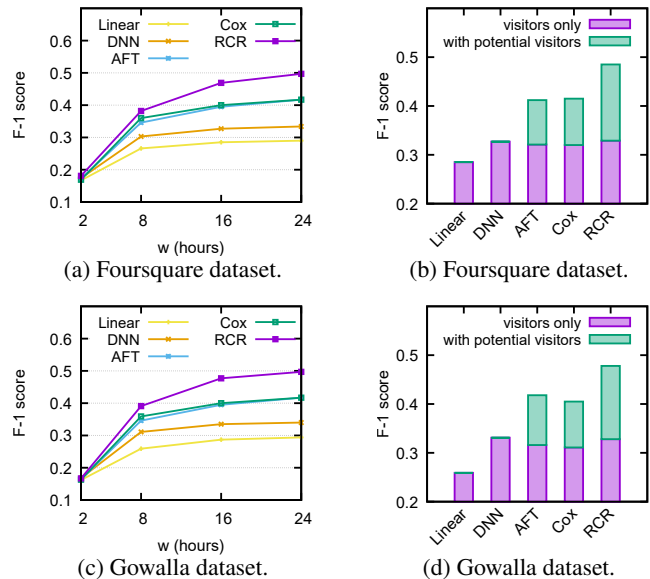 Linear
DNN
AFT
Cox
RCR
F-1 score
0.6
0.5
0.4
0.3
0.2
0.1
2
8
16
24
w (hours)
(a) Foursquare dataset.
visitors only
with potential visitors
F-1 score
0.5
0.4
0.3
0.2
Linear
DNN
AFT
Cox
RCR
(b) Foursquare dataset.
Linear
DNN
AFT
Cox
RCR
F-1 score
0.6
0.5
0.4
0.3
0.2
0.1
2
8
16
24
w (hours)
(c) Gowalla dataset.
visitors only
with potential visitors
F-1 score
0.5
0.4
0.3
0.2
Linear
DNN
AFT
Cox
RCR
(d) Gowalla dataset.